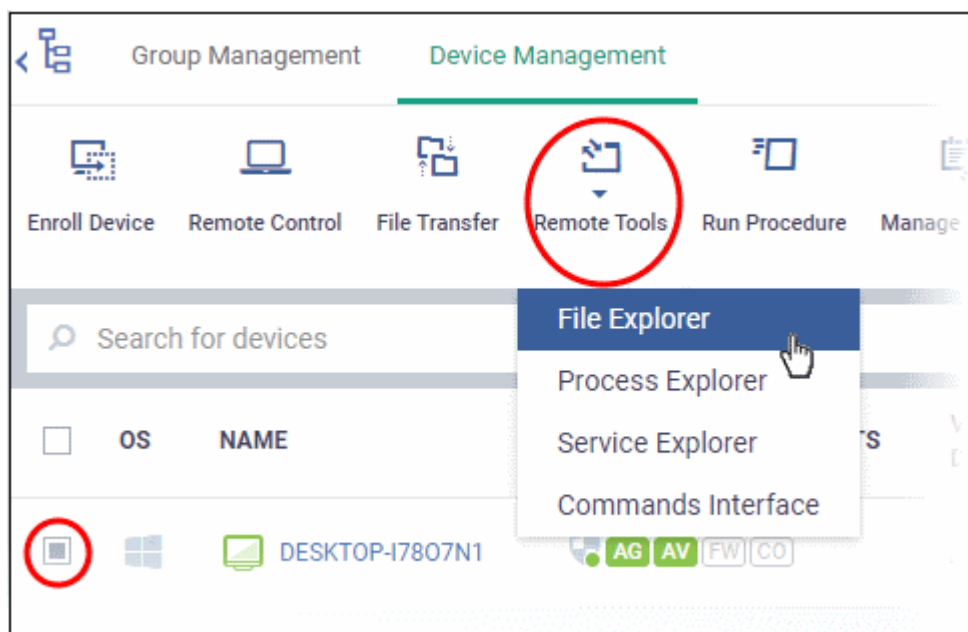 Group Management Device Management
Enroll Device Remote Control File Transfer Remote Tools Run Procedure Manage
Search for devices
File Explorer
Process Explorer
Service Explorer
Commands Interface
OS NAME TS
DESKTOP-I78O7N1 AG AV FW CO